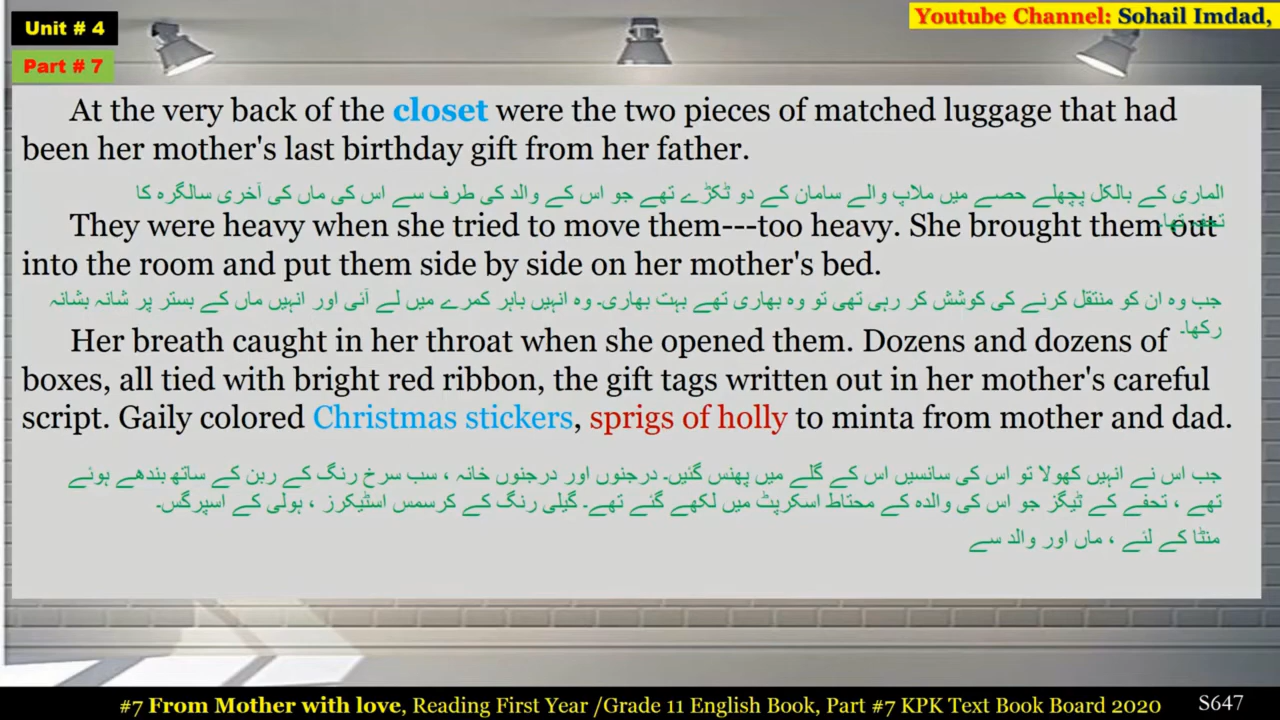 Unit # 4
Youtube Channel: Sohail Imdad,
Part # 7
At the very back of the closet were the two pieces of matched luggage that had
been her mother's last birthday gift from her father.
الماری کے بالکل پچھلے حصے میں ملاپ والے سامان کے دو ٹکڑے تھے جو اس کے والد کی طرف سے اس کی ماں کی آخری سالگرہ کا
تحفہ تھا۔
They were heavy when she tried to move them---too heavy. She brought them out
into the room and put them side by side on her mother's bed.
جب وہ ان کو منتقل کرنے کی کوشش کر رہی تھی تو وہ بھاری تھے بہت بھاری۔ وہ انہیں باہر کمرے میں لے آئی اور انہیں ماں کے بستر پر شانہ بشانہ
رکھا۔
Her breath caught in her throat when she opened them. Dozens and dozens of
boxes, all tied with bright red ribbon, the gift tags written out in her mother's careful
script. Gaily colored Christmas stickers, sprigs of holly to minta from mother and dad.
جب اس نے انہیں کھولا تو اس کی سانسیں اس کے گلے میں پھنس گئیں۔ درجنوں اور درجنوں خانہ ، سب سرخ رنگ کے ربن کے ساتھ بندھے ہوئے
تھے ، تحفے کے ٹیگز جو اس کی والدہ کے محتاط اسکرپٹ میں لکھے گئے تھے۔ گیلی رنگ کے کرسمس اسٹیکرز ، ہولی کے اسپرگس۔
منٹا کے لئے ، ماں اور والد سے
#7 From Mother with love, Reading First Year /Grade 11 English Book, Part #7 KPK Text Book Board 2020
S647